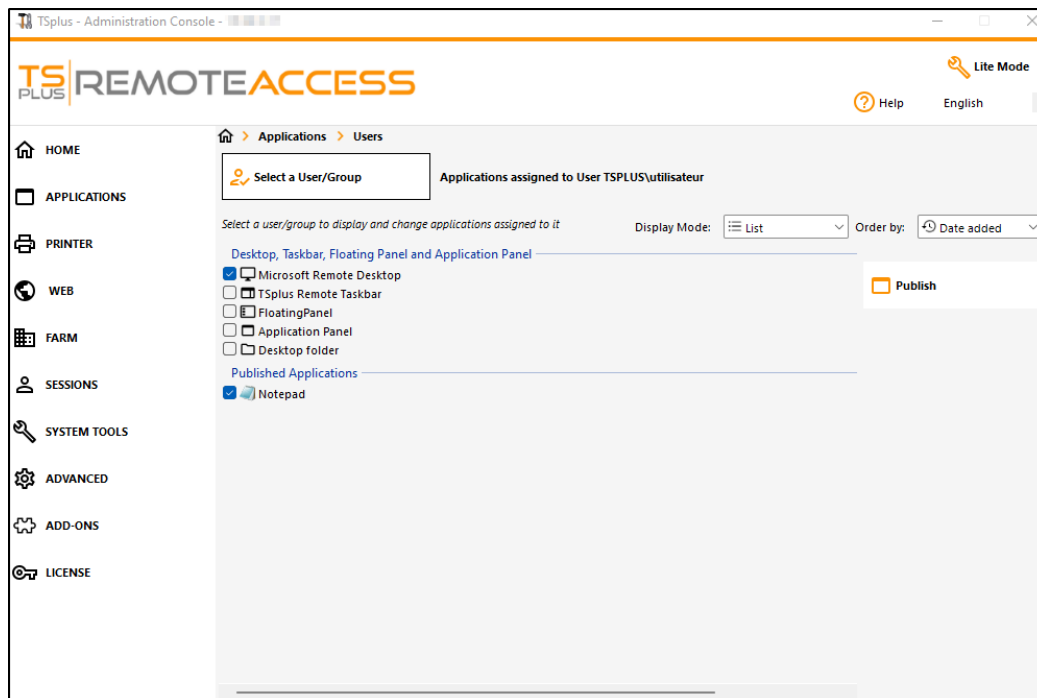 TSplus - Administration Console -
TS PLUS REMOTEACCESS
Lite Mode
Help English
HOME
APPLICATIONS
PRINTER
WEB
FARM
SESSIONS
SYSTEM TOOLS
ADVANCED
ADD-ONS
LICENSE
Applications > Users
Select a User/Group
Applications assigned to User TSPLUS\utilisateur
Select a user/group to display and change applications assigned to it
Display Mode: List Order by: Date added
Desktop, Taskbar, Floating Panel and Application Panel
Microsoft Remote Desktop
TSplus Remote Taskbar
FloatingPanel
Application Panel
Desktop folder
Published Applications
Notepad
Publish